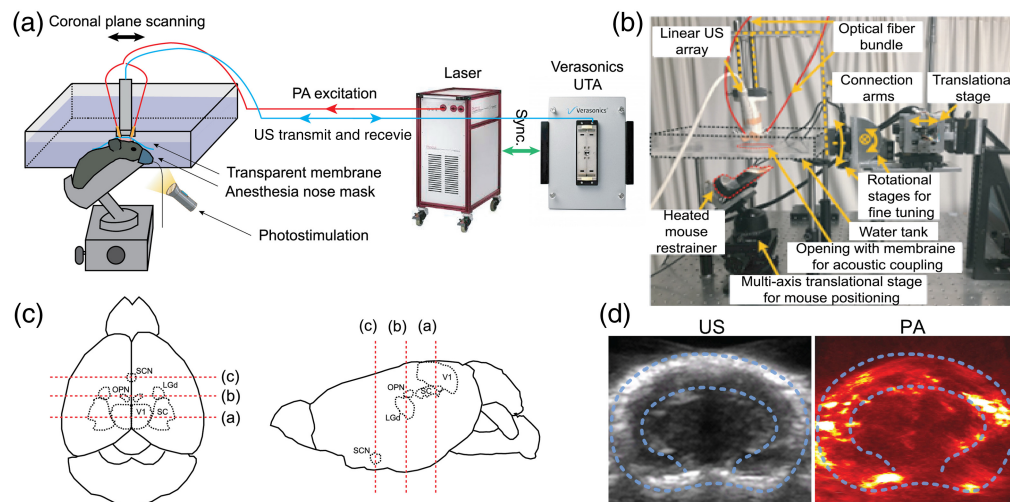 (a)
Coronal plane scanning
PA excitation
US transmit and recevie
Laser
Sync.
Verasonics
UTA
Verasonics
Transparent membrane
Anesthesia nose mask
Photostimulation
(b)
Linear US
array
Optical fiber
bundle
Connection
arms
Translational
stage
Rotational
stages for
fine tuning
Heated
mouse
restrainer
Water tank
Opening with membraine
for acoustic coupling
Multi-axis translational stage
for mouse positioning
(c)
SCN
OPN
LGd
V1
SC
(c)
(b)
(a)
(c)
(b)
(a)
V1
OPN
SC
LGd
SCN
(d)
US
PA